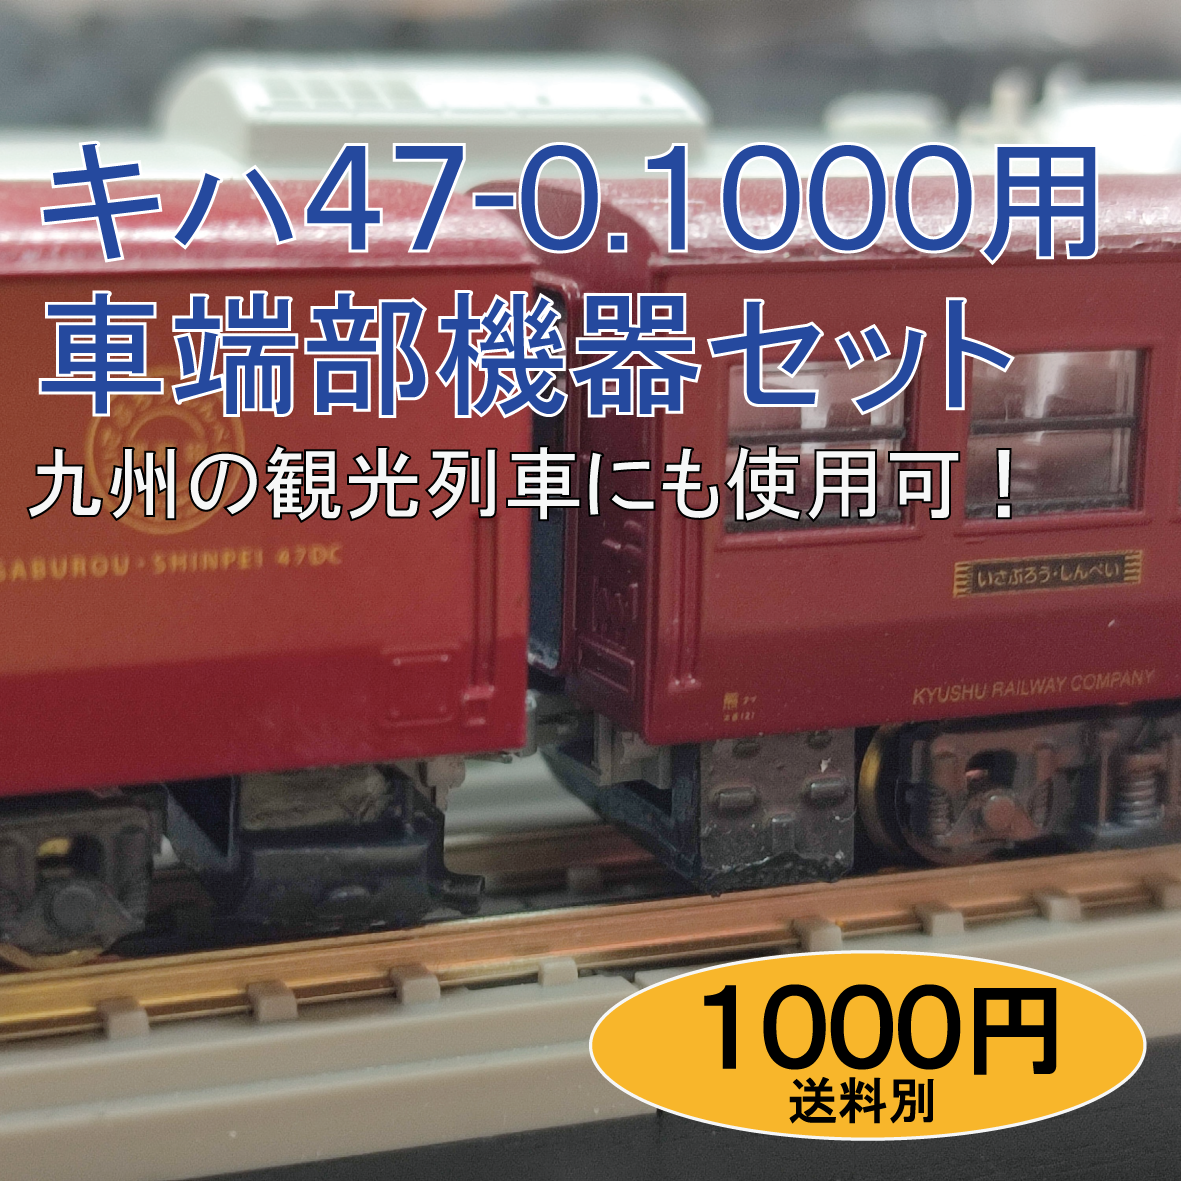 キハ47-0.1000用
車端部機器セット
九州の観光列車にも使用可！
SABUROU・SHINPEI 47DC
いさぶろう・しんぺい
KYUSHU RAILWAY COMPANY
1000円
送料別